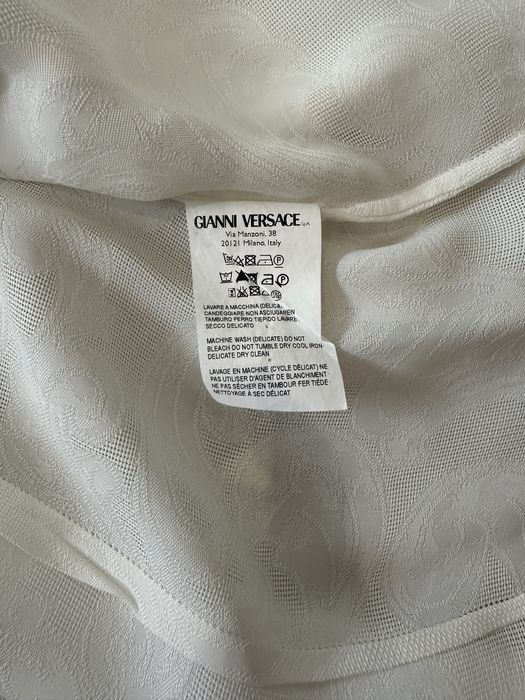 GIANNI VERSACE SpA
Via Manzoni, 38
20121 Milano, Italy
P
P
LAVARE A MACCHINA (DELICA
CANDEGGIARE NON ASCIUGAREN
TAMBURO FERRO TIEPIDO LAVARE
SECCO DELICATO
MACHINE WASH (DELICATE) DO NOT
BLEACH DO NOT TUMBLE DRY COOL IRON
DELICATE DRY CLEAN
LAVAGE EN MACHINE (CYCLE DÉLICAT) NE
PAS UTILISER D'AGENT DE BLANCHIMENT
NE PAS SÉCHER EN TAMBOUR FER TIÈDE
NETTOYAGE À SEC DÉLICAT